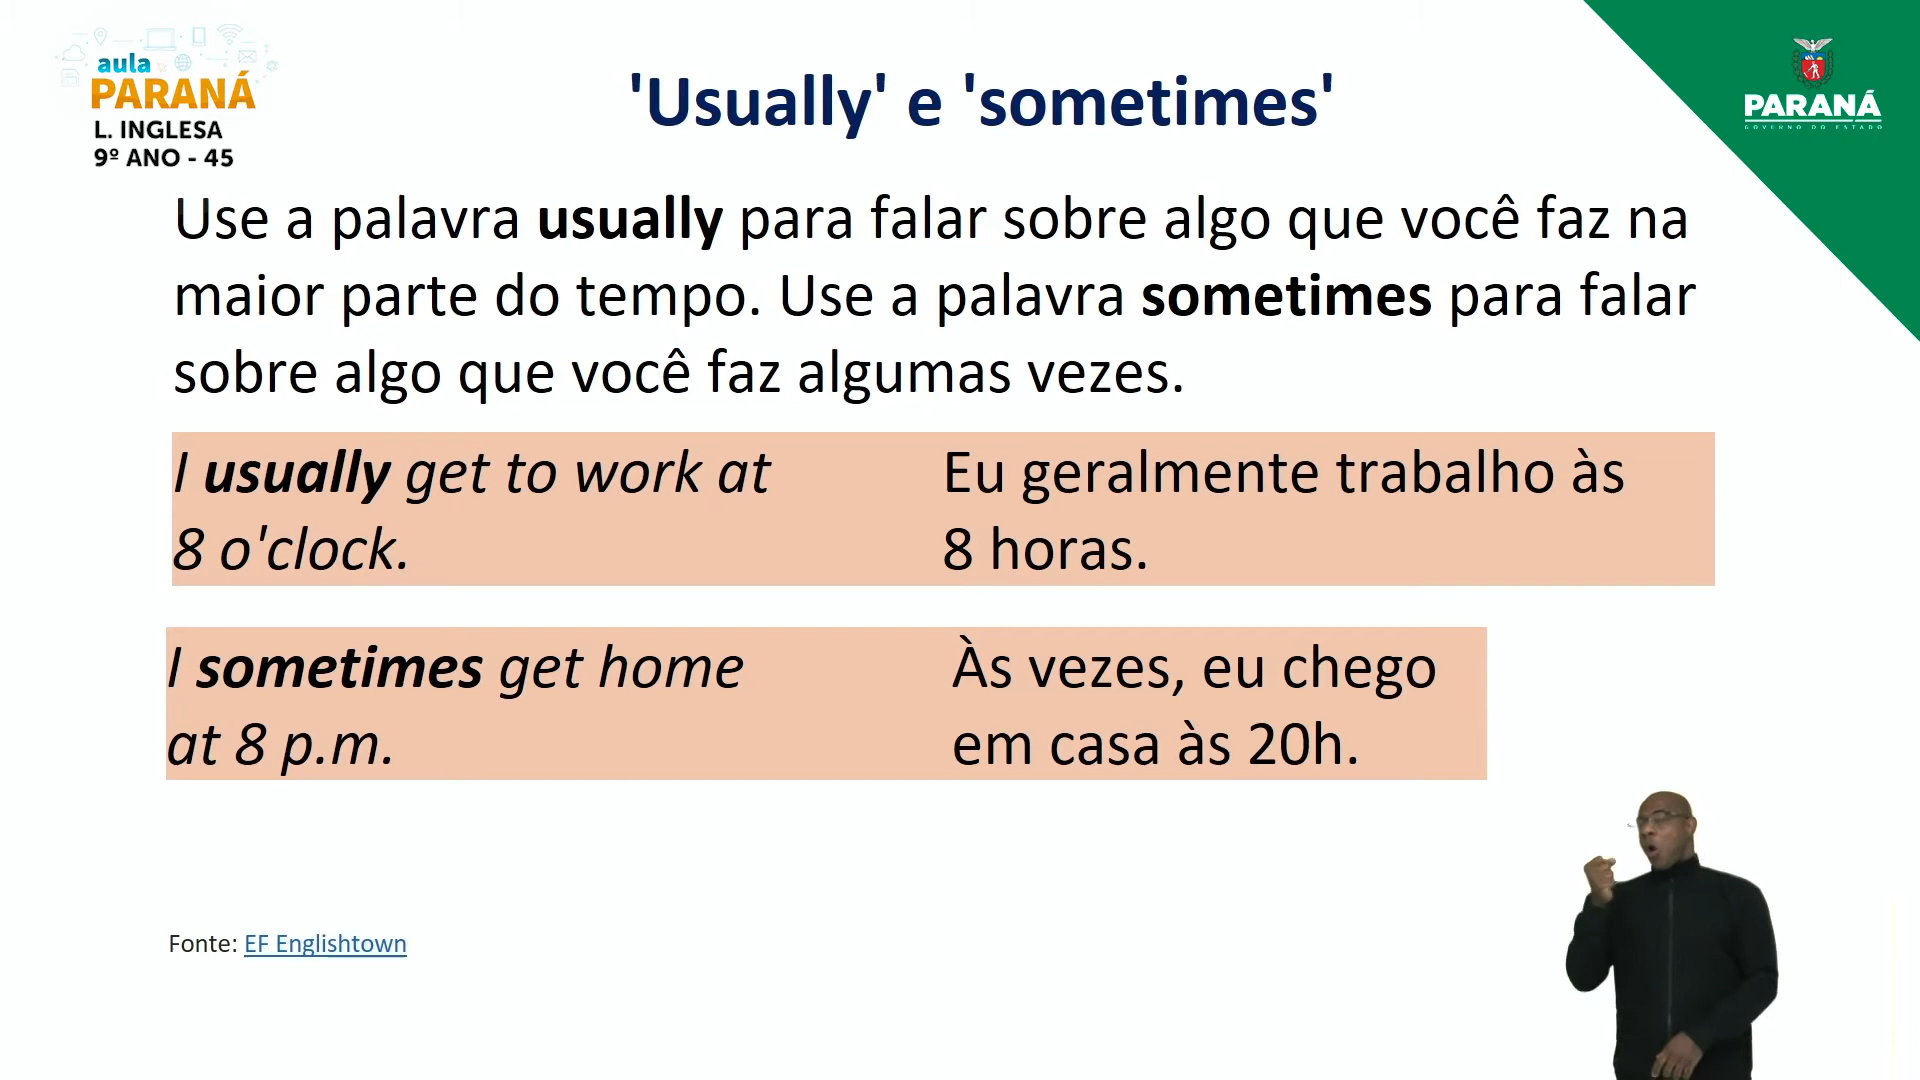 aula
PARANÁ
L. INGLESA
9º ANO - 45
'Usually' e 'sometimes'
PARANÁ
GOVERNO DO ESTADO
Use a palavra usually para falar sobre algo que você faz na
maior parte do tempo. Use a palavra sometimes para falar
sobre algo que você faz algumas vezes.
I usually get to work at
8 o'clock.
Eu geralmente trabalho às
8 horas.
I sometimes get home
at 8 p.m.
Às vezes, eu chego
em casa às 20h.
Fonte: EF Englishtown